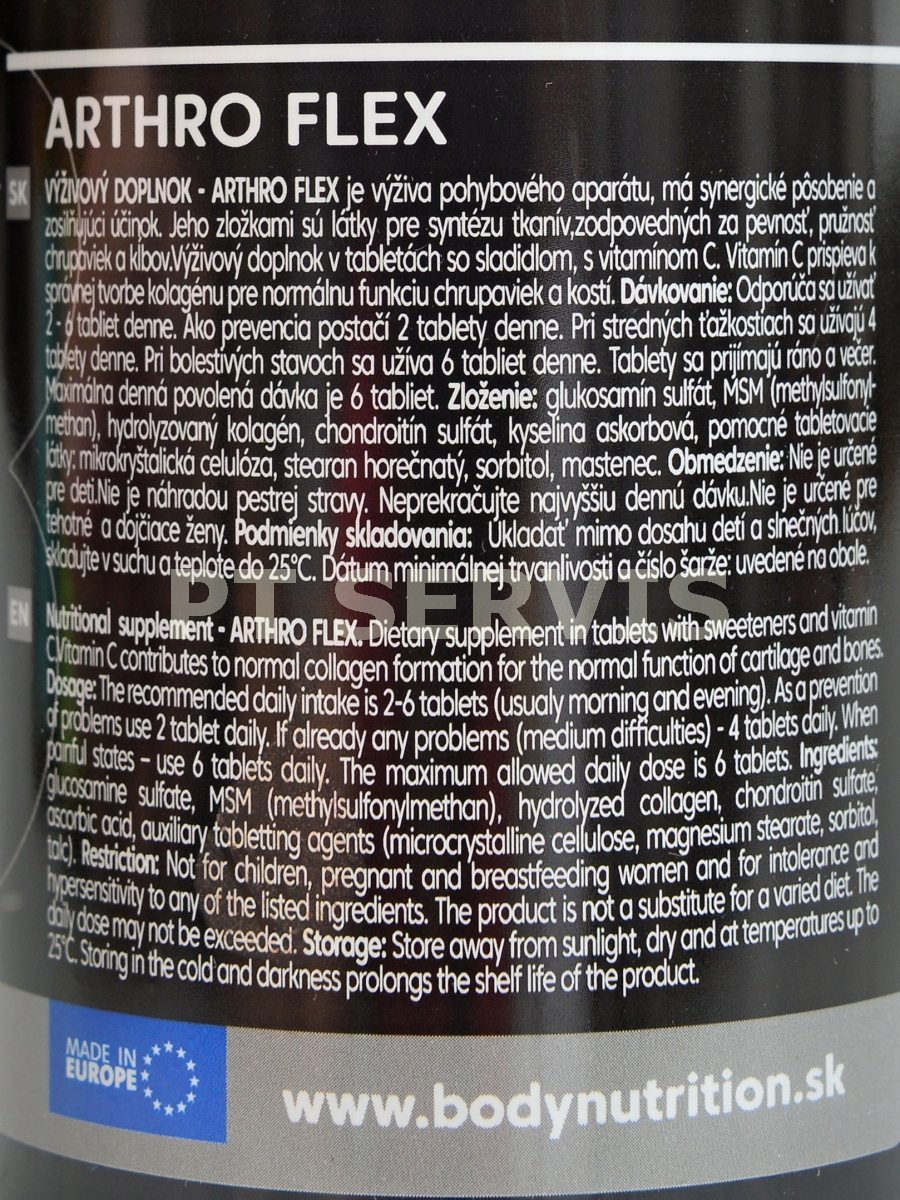 ARTHRO FLEX
SK
VÝŽIVOVÝ DOPLNOK - ARTHRO FLEX je výživa pohybového aparátu, má synergické pôsobenie a
zosilňujúci účinok. Jeho zložkami sú látky pre syntézu tkanív,zodpovedných za pevnosť, pružnosť
chrupaviek a kĺbov.Výživový doplnok v tabletách so sladidlom, s vitamínom C. Vitamín C prispieva k
správnej tvorbe kolagénu pre normálnu funkciu chrupaviek a kostí. Dávkovanie: Odporúča sa užívať
2 - 6 tabliet denne. Ako prevencia postačí 2 tablety denne. Pri stredných ťažkostiach sa užívajú 4
tablety denne. Pri bolestivých stavoch sa užíva 6 tabliet denne. Tablety sa prijímajú ráno a večer.
Maximálna denná povolená dávka je 6 tabliet. Zloženie: glukosamín sulfát, MSM (methylsulfonyl-
methan), hydrolyzovaný kolagén, chondroitín sulfát, kyselina askorbová, pomocné tabletovacie
látky; mikrokryštalická celulóza, stearan horečnatý, sorbitol, mastenec. Obmedzenie: Nie je určené
pre deti.Nie je náhradou pestrej stravy. Neprekračujte najvyššiu dennú dávku.Nie je určené pre
tehotné a dojčiace ženy. Podmienky skladovania: Ukladať mimo dosahu detí a slnečných lúčov,
skladujte v suchu a teplote do 25°C. Dátum minimálnej trvanlivosti a číslo šarže: uvedené na obale.
PT SERVIS
EN
Nutritional supplement - ARTHRO FLEX. Dietary supplement in tablets with sweeteners and vitamin
C.Vitamin C contributes to normal collagen formation for the normal function of cartilage and bones.
Dosage: The recommended daily intake is 2-6 tablets (usualy morning and evening). As a prevention
of problems use 2 tablet daily. If already any problems (medium difficulties) - 4 tablets daily. When
painful states – use 6 tablets daily. The maximum allowed daily dose is 6 tablets. Ingredients:
glucosamine sulfate, MSM (methylsulfonylmethan), hydrolyzed collagen, chondroitin sulfate,
ascorbic acid, auxiliary tabletting agents (microcrystalline cellulose, magnesium stearate, sorbitol,
talc). Restriction: Not for children, pregnant and breastfeeding women and for intolerance and
hypersensitivity to any of the listed ingredients. The product is not a substitute for a varied diet. The
daily dose may not be exceeded. Storage: Store away from sunlight, dry and at temperatures up to
25°C. Storing in the cold and darkness prolongs the shelf life of the product.
MADE IN
EUROPE
www.bodynutrition.sk